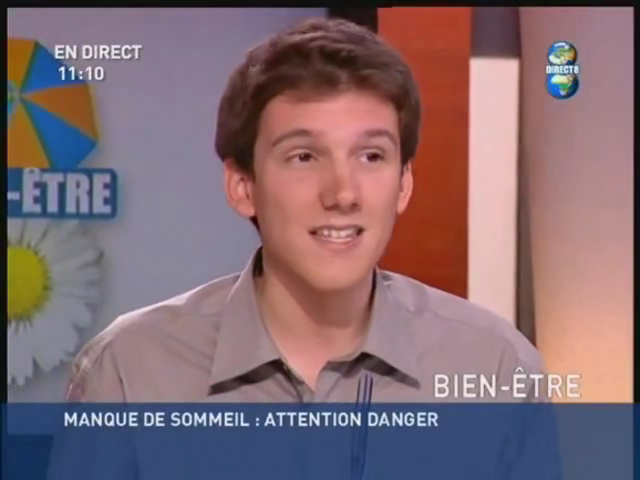 EN DIRECT
11:10
DIRECT8
-ÊTRE
BIEN-ÊTRE
MANQUE DE SOMMEIL : ATTENTION DANGER